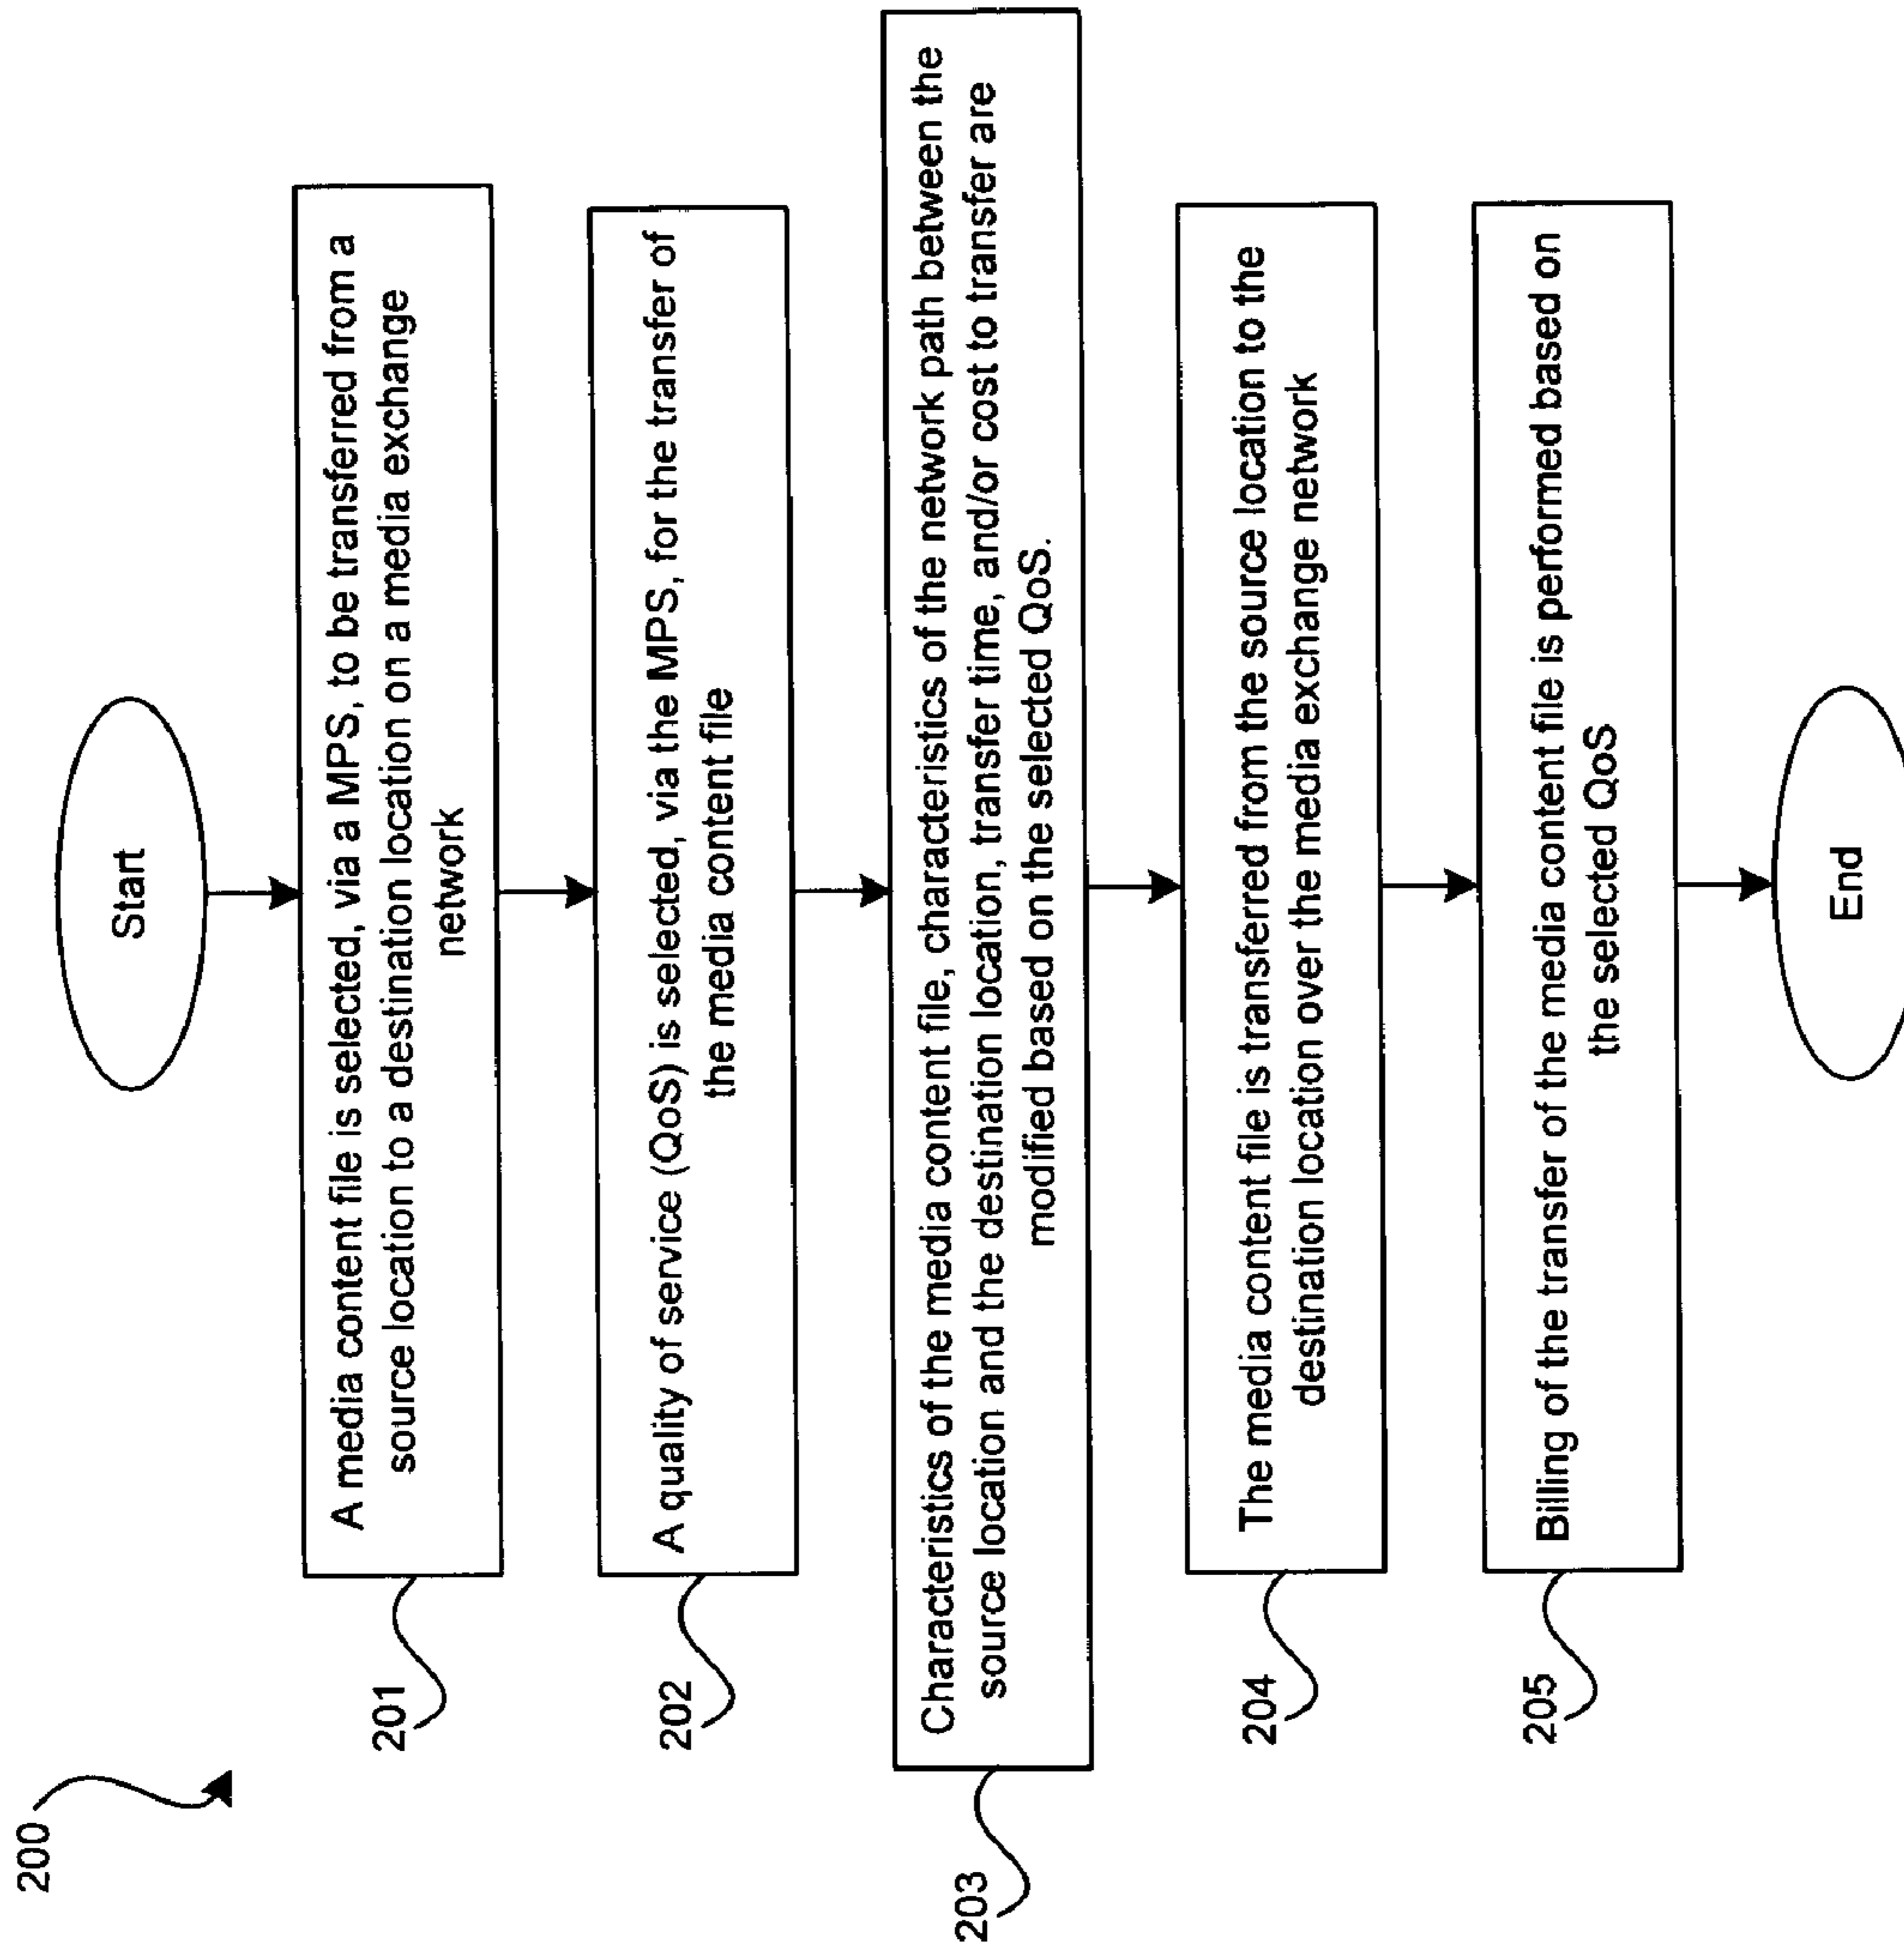 200
Start
201
A media content file is selected, via a MPS, to be transferred from a
source location to a destination location on a media exchange
network
202
A quality of service (QoS) is selected, via the MPS, for the transfer of
the media content file
203
Characteristics of the media content file, characteristics of the network path between the
source location and the destination location, transfer time, and/or cost to transfer are
modified based on the selected QoS.
204
The media content file is transferred from the source location to the
destination location over the media exchange network
205
Billing of the transfer of the media content file is performed based on
the selected QoS
End